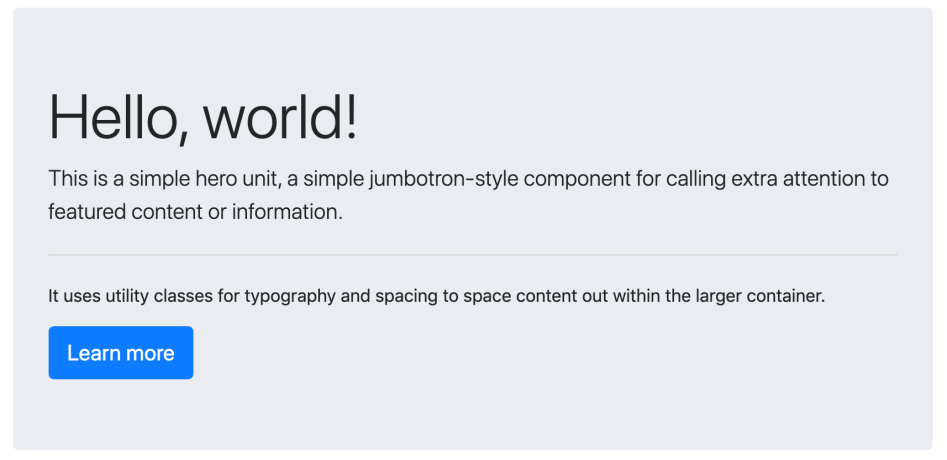 Hello, world!
This is a simple hero unit, a simple jumbotron-style component for calling extra attention to
featured content or information.
It uses utility classes for typography and spacing to space content out within the larger container.
Learn more